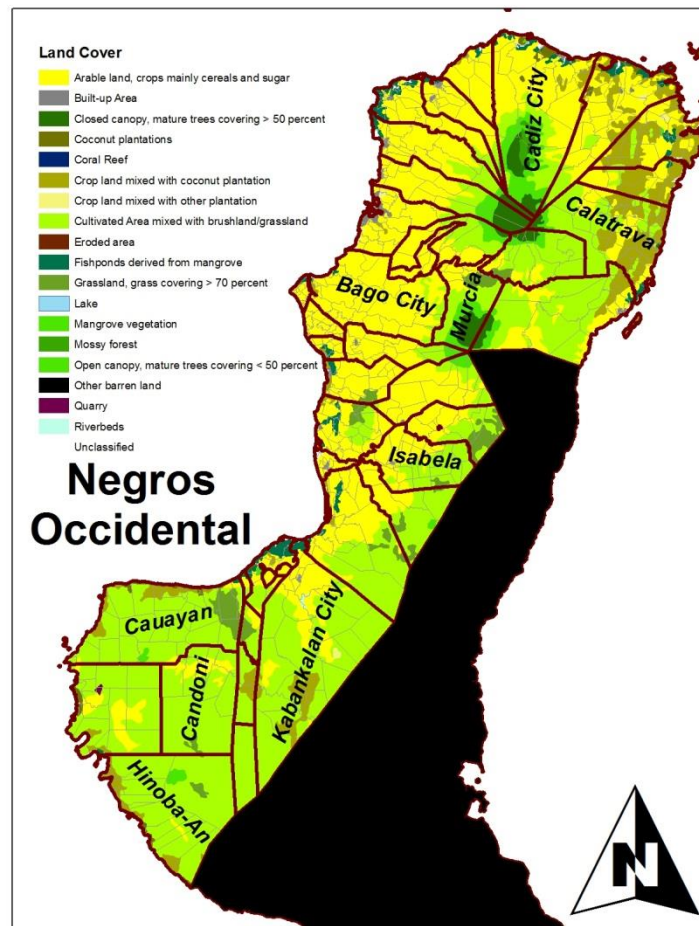 Land Cover
Arable land, crops mainly cereals and sugar
Built-up Area
Closed canopy, mature trees covering > 50 percent
Coconut plantations
Coral Reef
Crop land mixed with coconut plantation
Crop land mixed with other plantation
Cultivated Area mixed with brushland/grassland
Eroded area
Fishponds derived from mangrove
Grassland, grass covering > 70 percent
Lake
Mangrove vegetation
Mossy forest
Open canopy, mature trees covering < 50 percent
Other barren land
Quarry
Riverbeds
Unclassified
Negros
Occidental
Cadiz City
Calatrava
Bago City
Murcia
Isabela
Cauayan
Candoni
Kabankalan City
Hinoba-An
N